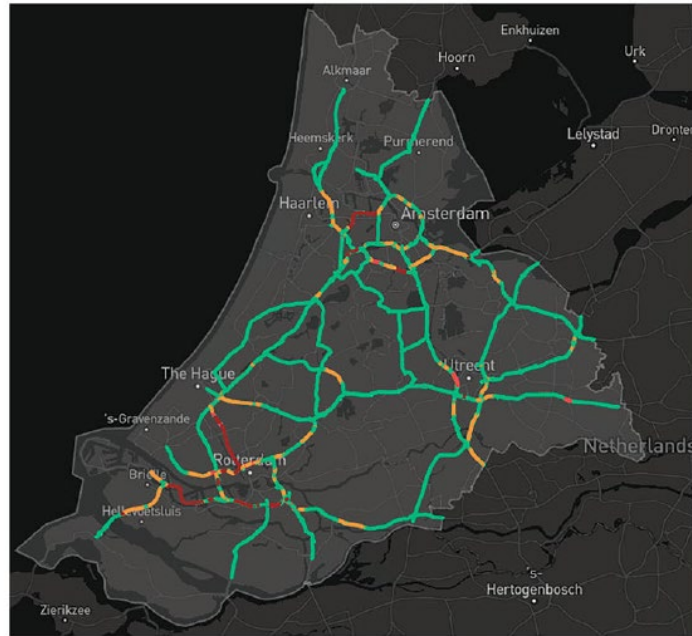 Enkhuizen
Hoorn
Urk
Alkmaar
Heemskerk
Purmerend
Lelystad
Dronten
Haarlem
Amsterdam
The Hague
Utrecht
's-Gravenzande
Netherlands
Rotterdam
Brielle
Hellevoetsluis
's-
Hertogenbosch
Zierikzee